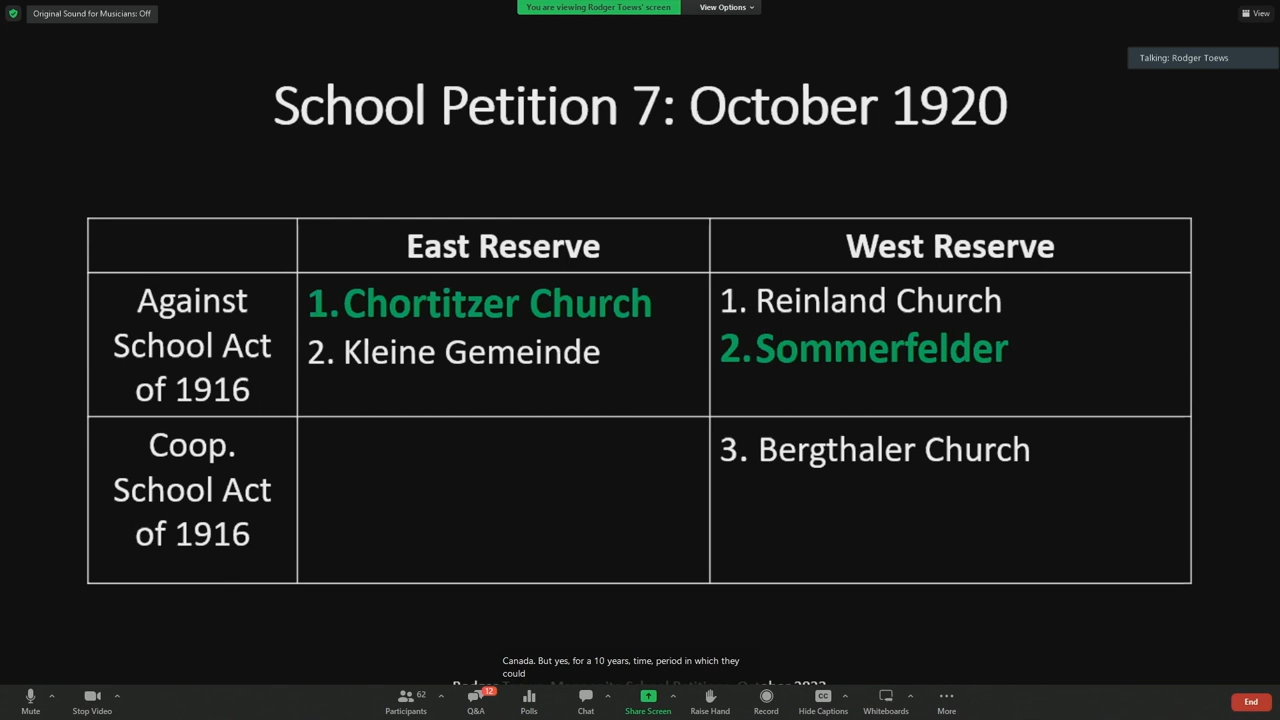 Original Sound for Musicians: Off
You are viewing Rodger Toews' screen
View Options
View
Talking: Rodger Toews
School Petition 7: October 1920
East Reserve
West Reserve
Against
School Act
of 1916
1. Chortitzer Church
2. Kleine Gemeinde
1. Reinland Church
2. Sommerfelder
Coop.
School Act
of 1916
3. Bergthaler Church
Canada. But yes, for a 10 years, time, period in which they
could
Mute
Stop Video
62
Participants
12
Q&A
Polls
Chat
Share Screen
Raise Hand
Record
CC
Hide Captions
Whiteboards
More
End